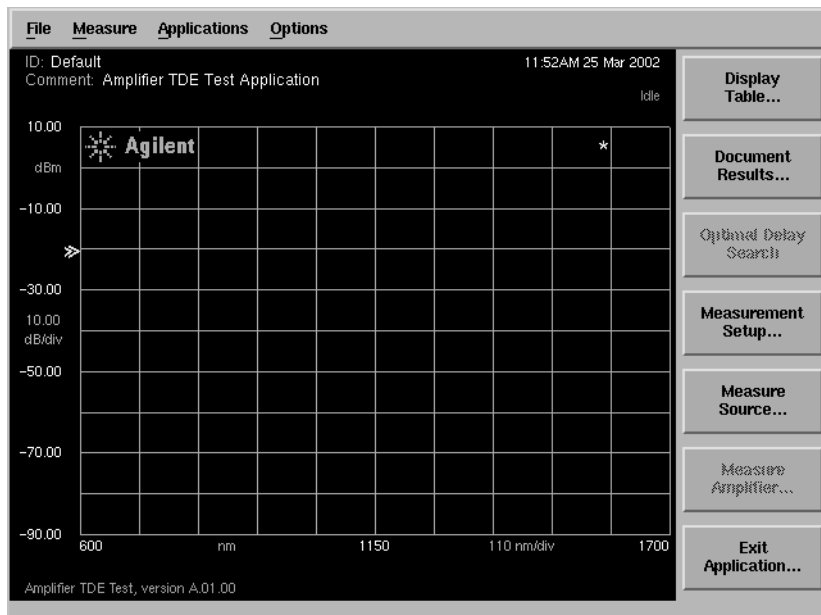 File Measure Applications Options
ID: Default
11:52AM 25 Mar 2002
Comment: Amplifier TDE Test Application
Idle
10.00
Agilent
*
dBm
-10.00
-30.00
10.00
dB/div
-50.00
-70.00
-90.00
600 nm 1150 110 nm/div 1700
Amplifier TDE Test, version A.01.00
Display
Table...
Document
Results...
Optimal Delay
Search
Measurement
Setup...
Measure
Source...
Measure
Amplifier...
Exit
Application...